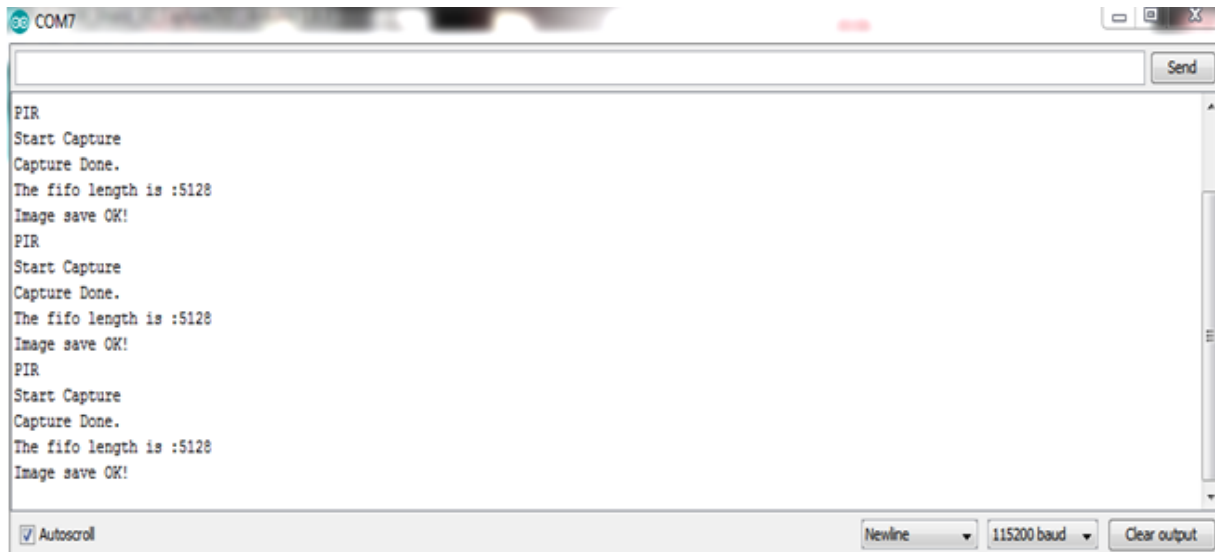 COM7
Send
PIR
Start Capture
Capture Done.
The fifo length is :5128
Image save OK!
PIR
Start Capture
Capture Done.
The fifo length is :5128
Image save OK!
PIR
Start Capture
Capture Done.
The fifo length is :5128
Image save OK!
Autoscroll Newline 115200 baud Clear output